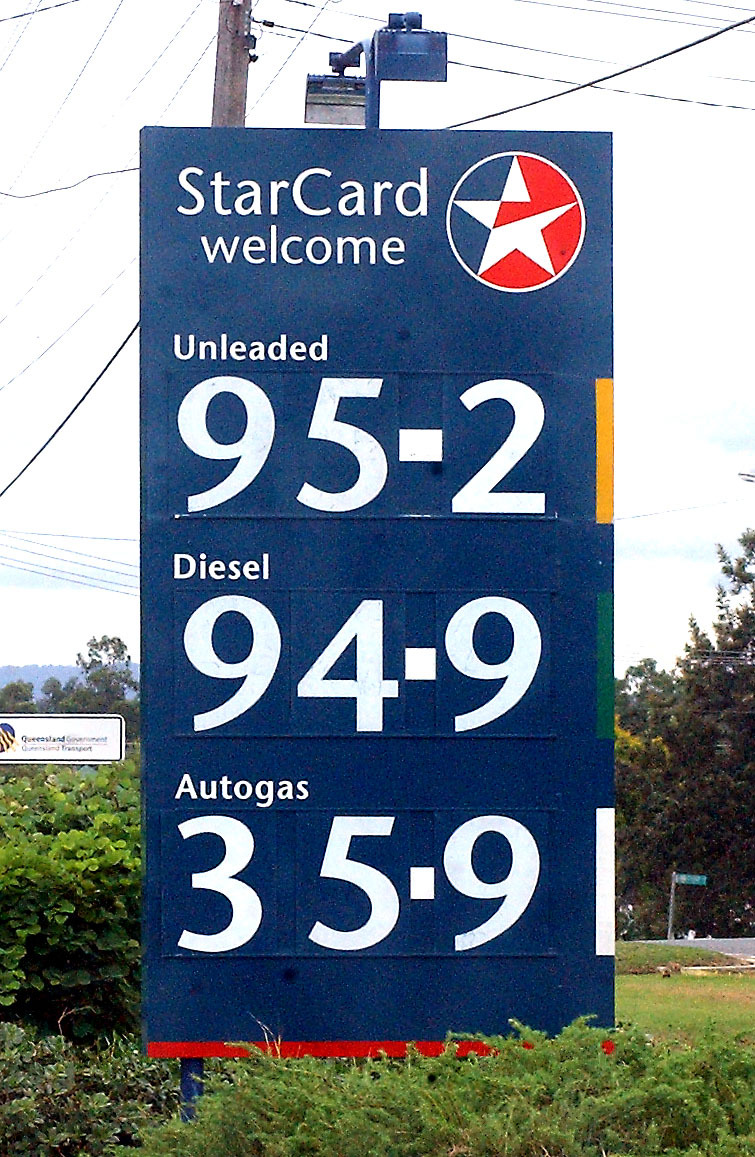 StarCard
welcome
Unleaded
95.2
Diesel
94.9
Autogas
35.9
Queensland Government
Queensland Transport